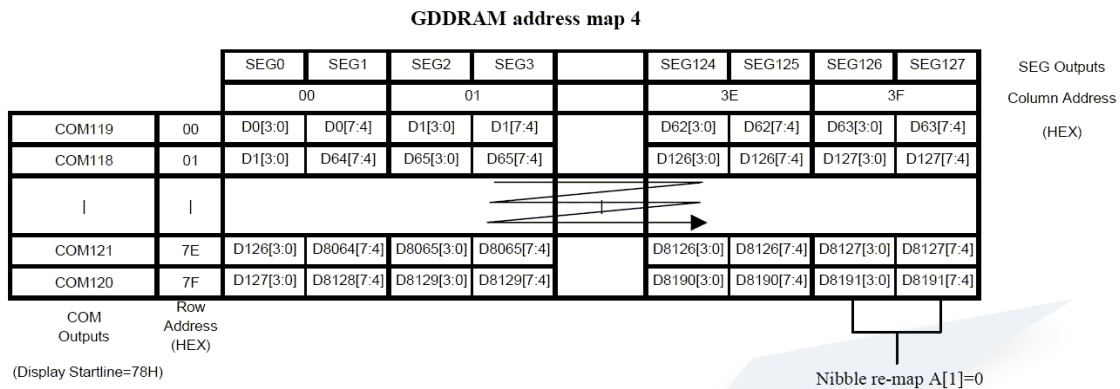 GDDRAM address map 4
SEG0 SEG1 SEG2 SEG3 SEG124 SEG125 SEG126 SEG127 SEG Outputs
00 01 3E 3F Column Address
COM119 00 D0[3:0] D0[7:4] D1[3:0] D1[7:4] D62[3:0] D62[7:4] D63[3:0] D63[7:4] (HEX)
COM118 01 D1[3:0] D64[7:4] D65[3:0] D65[7:4] D126[3:0] D126[7:4] D127[3:0] D127[7:4]
| | |
COM121 7E D126[3:0] D8064[7:4] D8065[3:0] D8065[7:4] D8126[3:0] D8126[7:4] D8127[3:0] D8127[7:4]
COM120 7F D127[3:0] D8128[7:4] D8129[3:0] D8129[7:4] D8190[3:0] D8190[7:4] D8191[3:0] D8191[7:4]
COM Outputs
Row Address (HEX)
(Display Startline=78H)
Nibble re-map A[1]=0